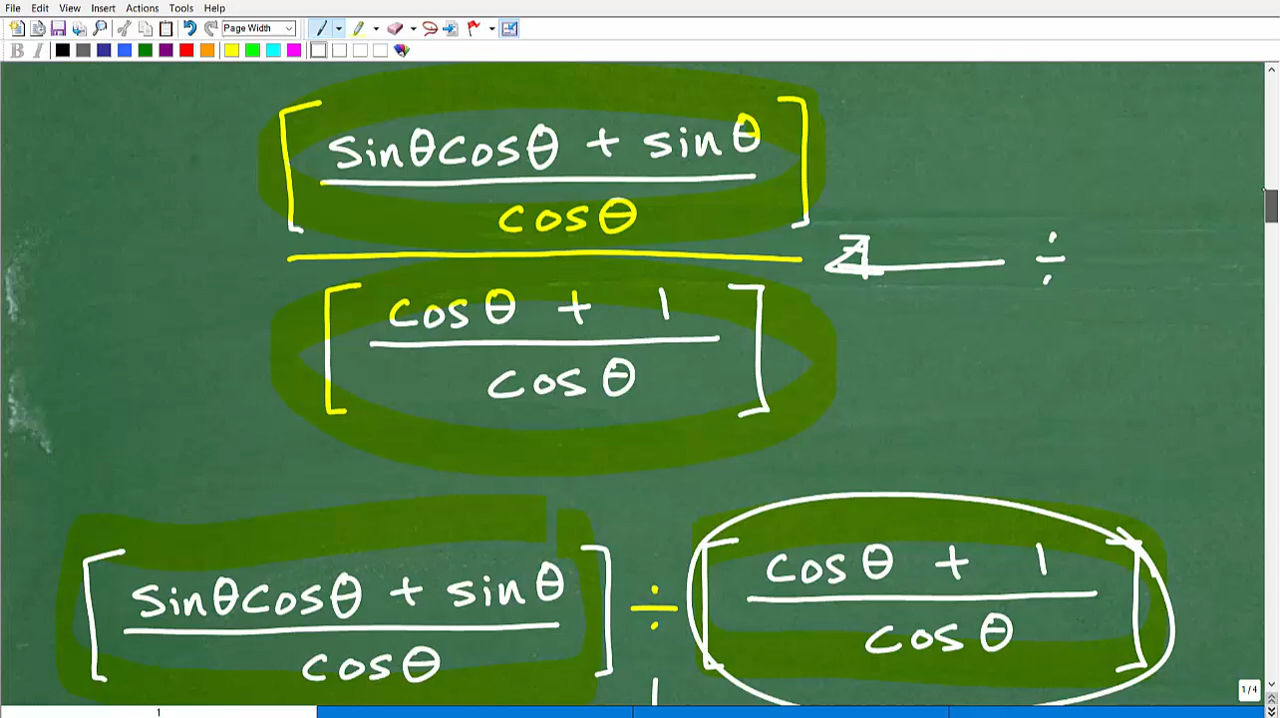 File Edit View Insert Actions Tools Help
Page Width
B I
[ sinθcosθ + sinθ
cosθ ]
÷
[ cosθ + 1
cosθ ]
[ sinθcosθ + sinθ
cosθ ] ÷ [ cosθ + 1
cosθ ]
1/4
1